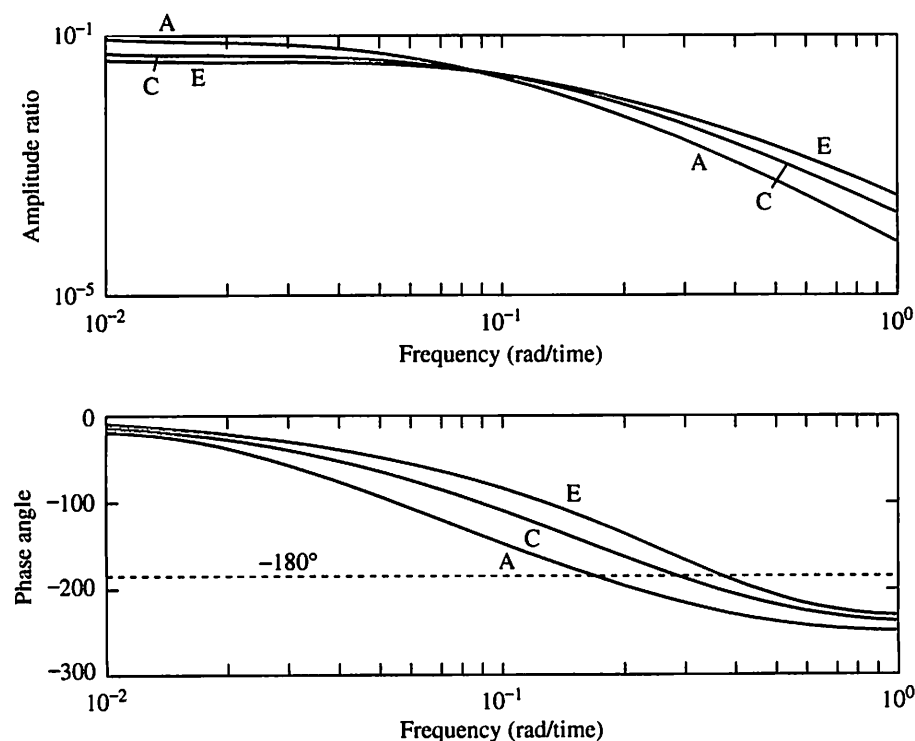 A
10⁻¹
C
E
Amplitude ratio
E
A
C
10⁻⁵
10⁻² 10⁻¹ 10⁰
Frequency (rad/time)
0
E
−100
C
A
−180°
Phase angle
−200
−300
10⁻² 10⁻¹ 10⁰
Frequency (rad/time)